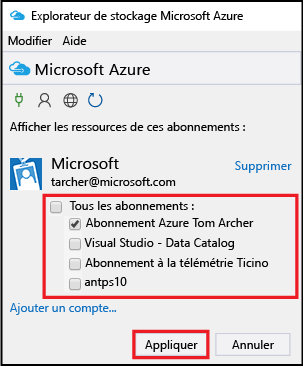 Explorateur de stockage Microsoft Azure
Modifier Aide
Microsoft Azure
Afficher les ressources de ces abonnements :
Microsoft Supprimer
tarcher@microsoft.com
Tous les abonnements :
Abonnement Azure Tom Archer
Visual Studio - Data Catalog
Abonnement à la télémétrie Ticino
antps10
Ajouter un compte...
Appliquer Annuler